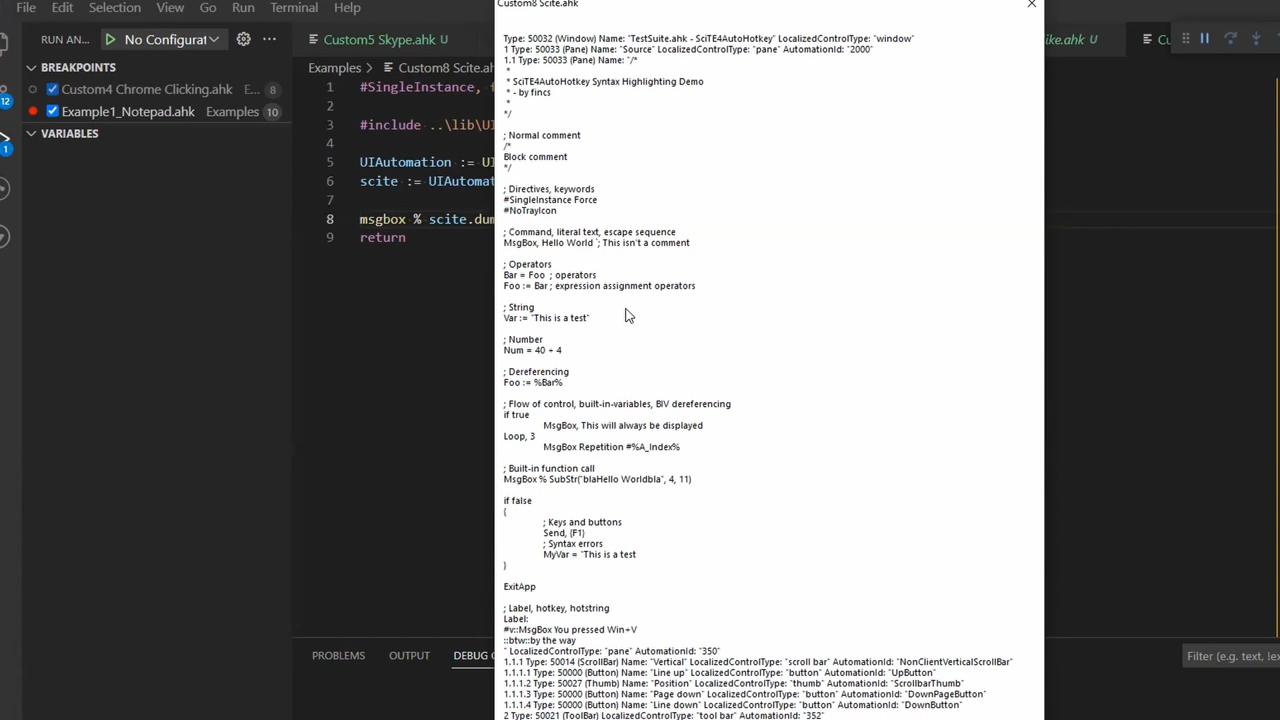 File Edit Selection View Go Run Terminal Help
Custom8 Scite.ahk
RUN AN... No Configurat
Custom5 Skype.ahk
ike.ahk
BREAKPOINTS
Custom4 Chrome Clicking.ahk E... 8
Example1_Notepad.ahk Examples 10
VARIABLES
12
1
Examples > Custom8 Scite.ahk
1 #SingleInstance, f
2
3 #include ..\lib\UI
4
5 UIAutomation := UI
6 scite := UIAutomat
7
8 msgbox % scite.dum
9 return
Type: 50032 (Window) Name: "TestSuite.ahk - SciTE4AutoHotkey" LocalizedControlType: "window"
1 Type: 50033 (Pane) Name: "Source" LocalizedControlType: "pane" AutomationId: "2000"
1.1 Type: 50033 (Pane) Name: "/*
*
* SciTE4AutoHotkey Syntax Highlighting Demo
* - by fincs
*
*/
; Normal comment
/*
Block comment
*/
; Directives, keywords
#SingleInstance Force
#NoTrayIcon
; Command, literal text, escape sequence
MsgBox, Hello World `; This isn't a comment
; Operators
Bar = Foo  ; operators
Foo := Bar ; expression assignment operators
; String
Var := "This is a test"
; Number
Num = 40 + 4
; Dereferencing
Foo := %Bar%
; Flow of control, built-in-variables, BIV dereferencing
if true
MsgBox, This will always be displayed
Loop, 3
MsgBox Repetition #%A_Index%
; Built-in function call
MsgBox % SubStr("blaHello Worldbla", 4, 11)
if false
{
; Keys and buttons
Send, {F1}
; Syntax errors
MyVar = "This is a test
}
ExitApp
; Label, hotkey, hotstring
Label:
#v::MsgBox You pressed Win+V
::btw::by the way
" LocalizedControlType: "pane" AutomationId: "350"
1.1.1 Type: 50014 (ScrollBar) Name: "Vertical" LocalizedControlType: "scroll bar" AutomationId: "NonClientVerticalScrollBar"
1.1.1.1 Type: 50000 (Button) Name: "Line up" LocalizedControlType: "button" AutomationId: "UpButton"
1.1.1.2 Type: 50027 (Thumb) Name: "Position" LocalizedControlType: "thumb" AutomationId: "ScrollbarThumb"
1.1.1.3 Type: 50000 (Button) Name: "Page down" LocalizedControlType: "button" AutomationId: "DownPageButton"
1.1.1.4 Type: 50000 (Button) Name: "Line down" LocalizedControlType: "button" AutomationId: "DownButton"
2 Type: 50021 (ToolBar) LocalizedControlType: "tool bar" AutomationId: "352"
PROBLEMS OUTPUT DEBUG
Filter (e.g. text, !ex